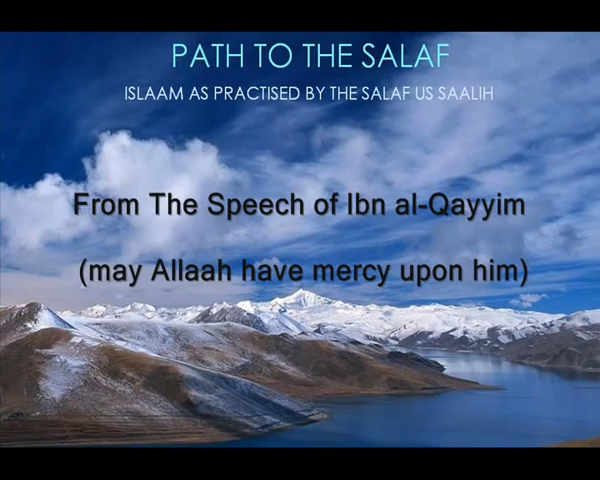 PATH TO THE SALAF
ISLAAM AS PRACTISED BY THE SALAF US SAALIH
From The Speech of Ibn al-Qayyim
(may Allaah have mercy upon him)